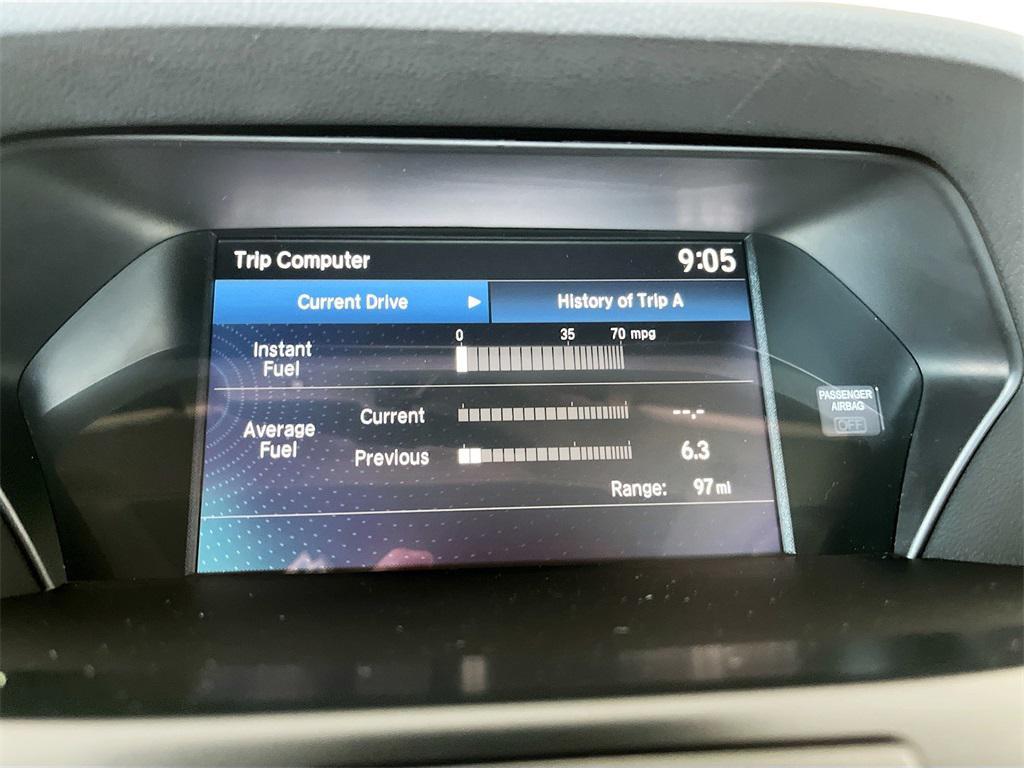 Trip Computer 9:05
Current Drive ▶ History of Trip A
0 35 70 mpg
Instant
Fuel
Current --.-
Average
Fuel
Previous 6.3
Range: 97 mi
PASSENGER
AIRBAG
OFF